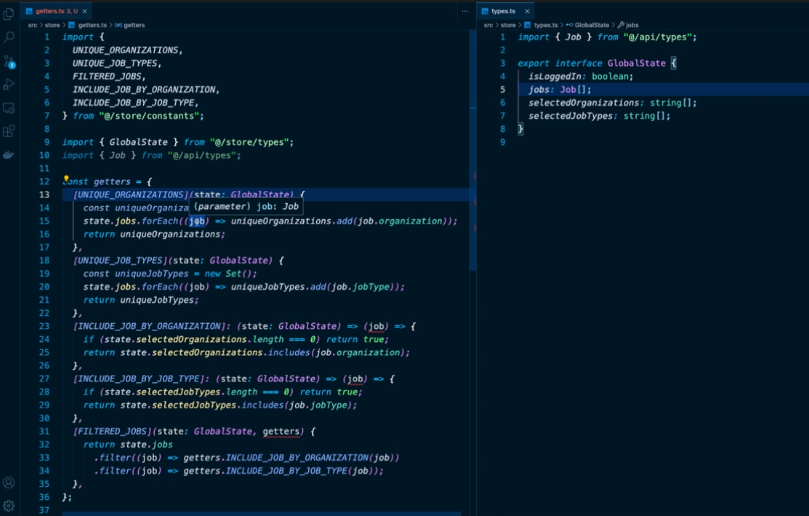 getters.ts 3, U ×
src > store > getters.ts > getters
1 import {
2 UNIQUE_ORGANIZATIONS,
3 UNIQUE_JOB_TYPES,
4 FILTERED_JOBS,
5 INCLUDE_JOB_BY_ORGANIZATION,
6 INCLUDE_JOB_BY_JOB_TYPE,
7 } from "@/store/constants";
8
9 import { GlobalState } from "@/store/types";
10 import { Job } from "@/api/types";
11
12 const getters = {
13 [UNIQUE_ORGANIZATIONS](state: GlobalState) {
(parameter) job: Job
14 const uniqueOrganiza
15 state.jobs.forEach((job) => uniqueOrganizations.add(job.organization));
16 return uniqueOrganizations;
17 },
18 [UNIQUE_JOB_TYPES](state: GlobalState) {
19 const uniqueJobTypes = new Set();
20 state.jobs.forEach((job) => uniqueJobTypes.add(job.jobType));
21 return uniqueJobTypes;
22 },
23 [INCLUDE_JOB_BY_ORGANIZATION]: (state: GlobalState) => (job) => {
24 if (state.selectedOrganizations.length === 0) return true;
25 return state.selectedOrganizations.includes(job.organization);
26 },
27 [INCLUDE_JOB_BY_JOB_TYPE]: (state: GlobalState) => (job) => {
28 if (state.selectedJobTypes.length === 0) return true;
29 return state.selectedJobTypes.includes(job.jobType);
30 },
31 [FILTERED_JOBS](state: GlobalState, getters) {
32 return state.jobs
33 .filter((job) => getters.INCLUDE_JOB_BY_ORGANIZATION(job))
34 .filter((job) => getters.INCLUDE_JOB_BY_JOB_TYPE(job));
35 },
36 };
37
types.ts ×
src > store > types.ts > GlobalState > jobs
1 import { Job } from "@/api/types";
2
3 export interface GlobalState {
4 isLoggedIn: boolean;
5 jobs: Job[];
6 selectedOrganizations: string[];
7 selectedJobTypes: string[];
8 }
9